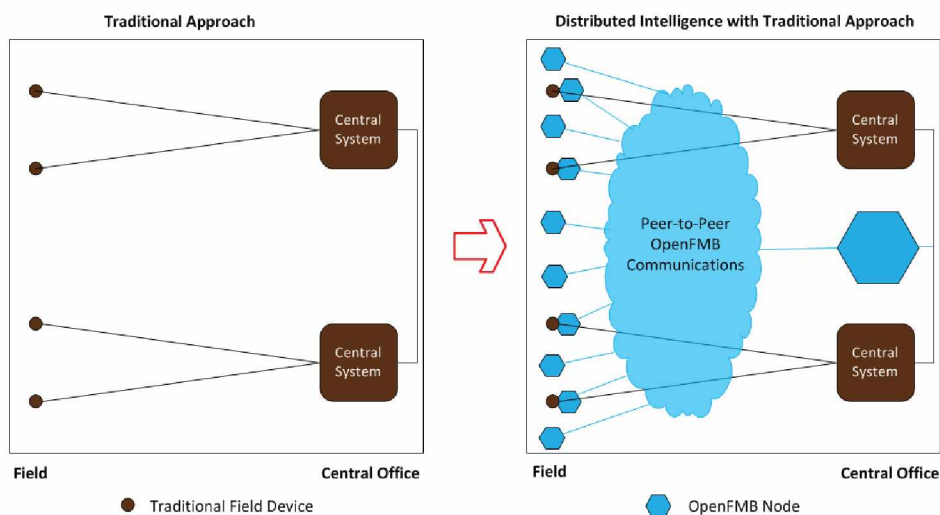 Traditional Approach
Central
System
Central
System
Field
Central Office
Traditional Field Device
Distributed Intelligence with Traditional Approach
Central
System
Peer-to-Peer
OpenFMB
Communications
Central
System
Field
Central Office
OpenFMB Node